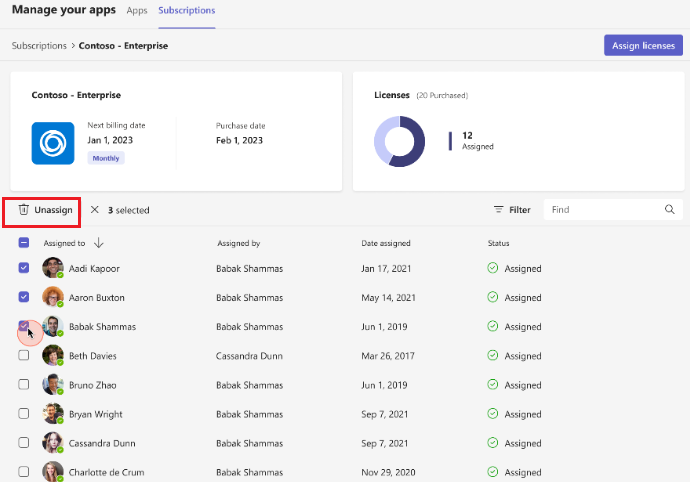 Manage your apps Apps Subscriptions
Subscriptions > Contoso - Enterprise Assign licenses
Contoso - Enterprise
Next billing date Purchase date
Jan 1, 2023 Feb 1, 2023
Monthly
Licenses (20 Purchased)
12
Assigned
Unassign 3 selected Filter Find
Assigned to Assigned by Date assigned Status
Aadi Kapoor Babak Shammas Jan 17, 2021 Assigned
Aaron Buxton Babak Shammas May 14, 2021 Assigned
Babak Shammas Babak Shammas Jun 1, 2019 Assigned
Beth Davies Cassandra Dunn Mar 26, 2017 Assigned
Bruno Zhao Babak Shammas Jun 1, 2019 Assigned
Bryan Wright Babak Shammas Sep 7, 2021 Assigned
Cassandra Dunn Babak Shammas Sep 7, 2021 Assigned
Charlotte de Crum Babak Shammas Nov 29, 2020 Assigned